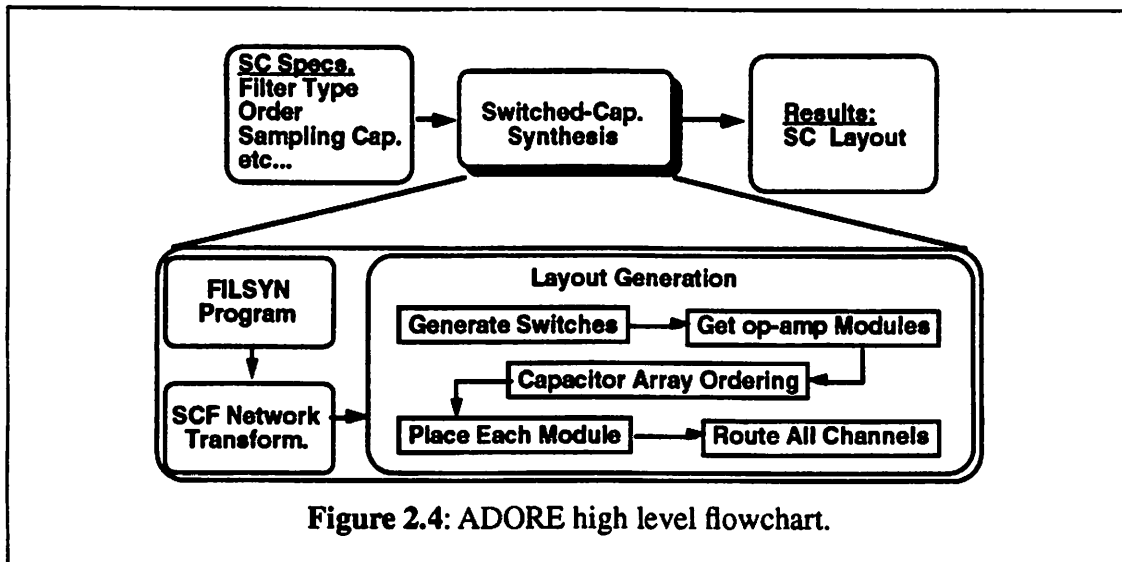 SC Specs.
Filter Type
Order
Sampling Cap.
etc...
Switched-Cap.
Synthesis
Results:
SC Layout
FILSYN
Program
SCF Network
Transform.
Layout Generation
Generate Switches
Get op-amp Modules
Capacitor Array Ordering
Place Each Module
Route All Channels
Figure 2.4: ADORE high level flowchart.